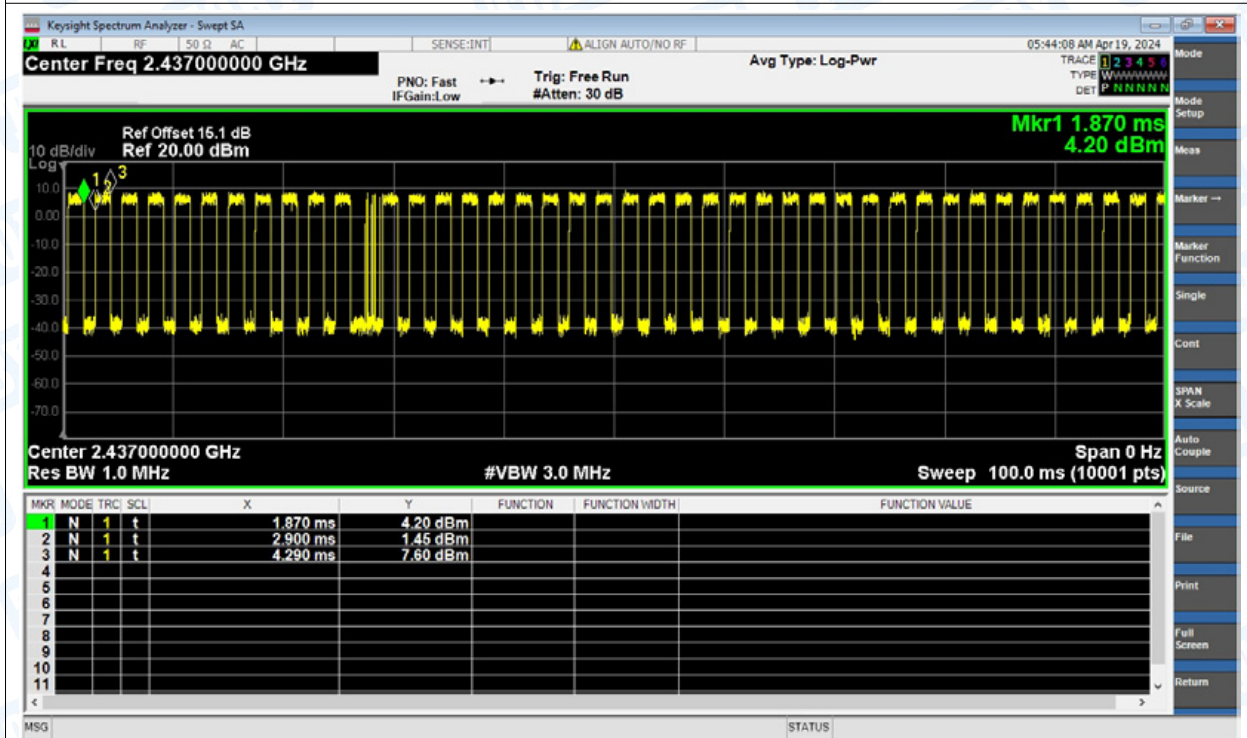 Keysight Spectrum Analyzer - Swept SA
RL RF 50 Ω AC SENSE:INT ALIGN AUTO/NO RF 05:44:08 AM Apr 19, 2024
Center Freq 2.437000000 GHz
PNO: Fast
IFGain:Low
Trig: Free Run
#Atten: 30 dB
Avg Type: Log-Pwr
TRACE 1 2 3 4 5 6
TYPE WWWWWW
DET P N N N N N
Mkr1 1.870 ms
4.20 dBm
Ref Offset 15.1 dB
10 dB/div Ref 20.00 dBm
Log
1 2 3
10.0
0.00
-10.0
-20.0
-30.0
-40.0
-50.0
-60.0
-70.0
Center 2.437000000 GHz Span 0 Hz
Res BW 1.0 MHz #VBW 3.0 MHz Sweep 100.0 ms (10001 pts)
MKR MODE TRC SCL X Y FUNCTION FUNCTION WIDTH FUNCTION VALUE
1 N 1 t 1.870 ms 4.20 dBm
2 N 1 t 2.900 ms 1.45 dBm
3 N 1 t 4.290 ms 7.60 dBm
4
5
6
7
8
9
10
11
MSG STATUS
Mode
Mode
Setup
Meas
Marker →
Marker
Function
Single
Cont
SPAN
X Scale
Auto
Couple
Source
File
Print
Full
Screen
Return